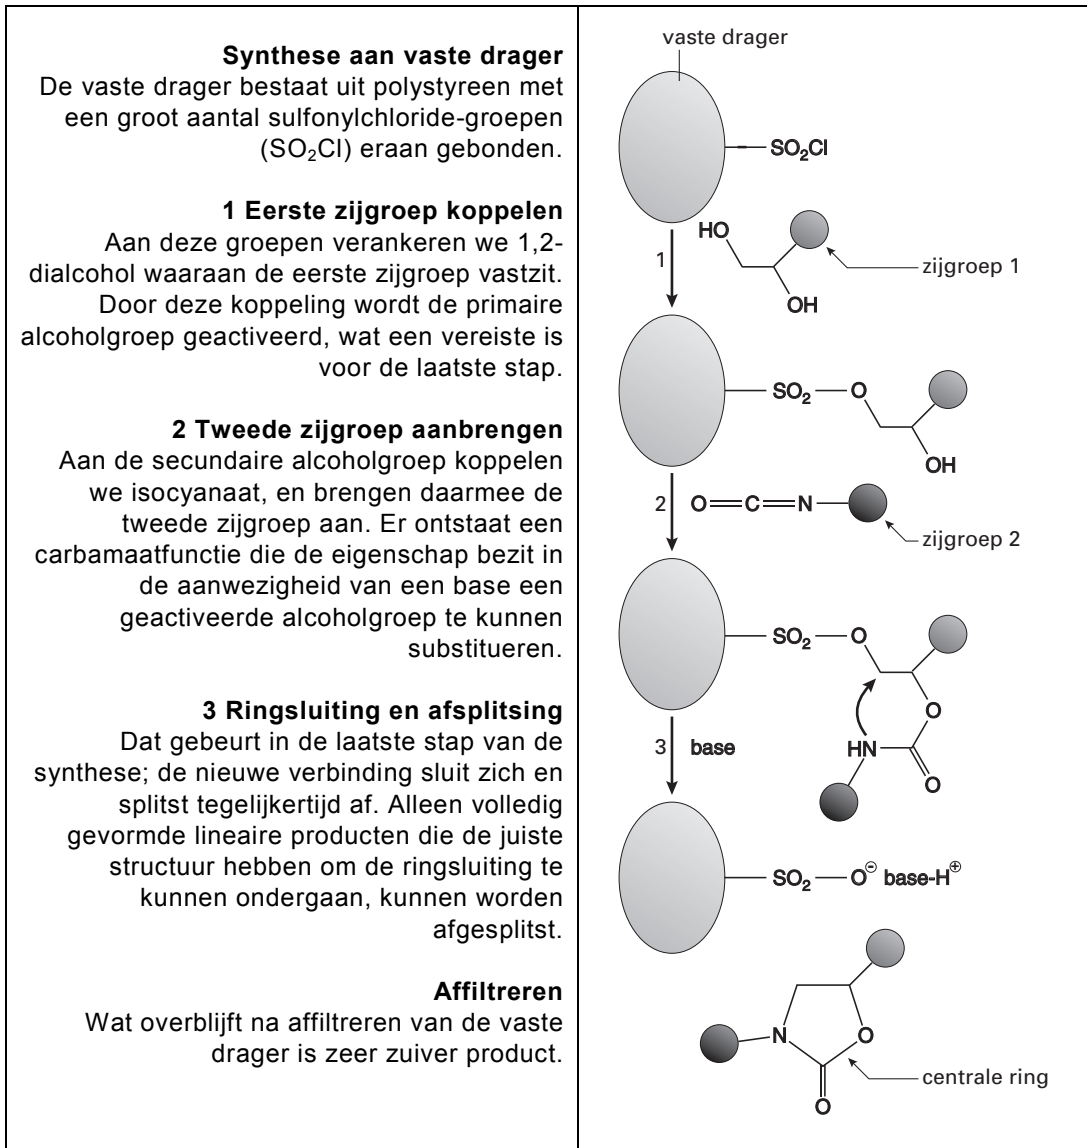 Synthese aan vaste drager
De vaste drager bestaat uit polystyreen met
een groot aantal sulfonylchloride-groepen
(SO₂Cl) eraan gebonden.
1 Eerste zijgroep koppelen
Aan deze groepen verankeren we 1,2-
dialcohol waaraan de eerste zijgroep vastzit.
Door deze koppeling wordt de primaire
alcoholgroep geactiveerd, wat een vereiste is
voor de laatste stap.
2 Tweede zijgroep aanbrengen
Aan de secundaire alcoholgroep koppelen
we isocyanaat, en brengen daarmee de
tweede zijgroep aan. Er ontstaat een
carbamaatfunctie die de eigenschap bezit in
de aanwezigheid van een base een
geactiveerde alcoholgroep te kunnen
substitueren.
3 Ringsluiting en afsplitsing
Dat gebeurt in de laatste stap van de
synthese; de nieuwe verbinding sluit zich en
splitst tegelijkertijd af. Alleen volledig
gevormde lineaire producten die de juiste
structuur hebben om de ringsluiting te
kunnen ondergaan, kunnen worden
afgesplitst.
Affiltreren
Wat overblijft na affiltreren van de vaste
drager is zeer zuiver product.
vaste drager
SO₂Cl
HO
1
zijgroep 1
OH
SO₂ O
OH
2 O C N
zijgroep 2
SO₂ O
O
3 base HN
O
SO₂ O⊖ base-H⊕
N O
centrale ring
O